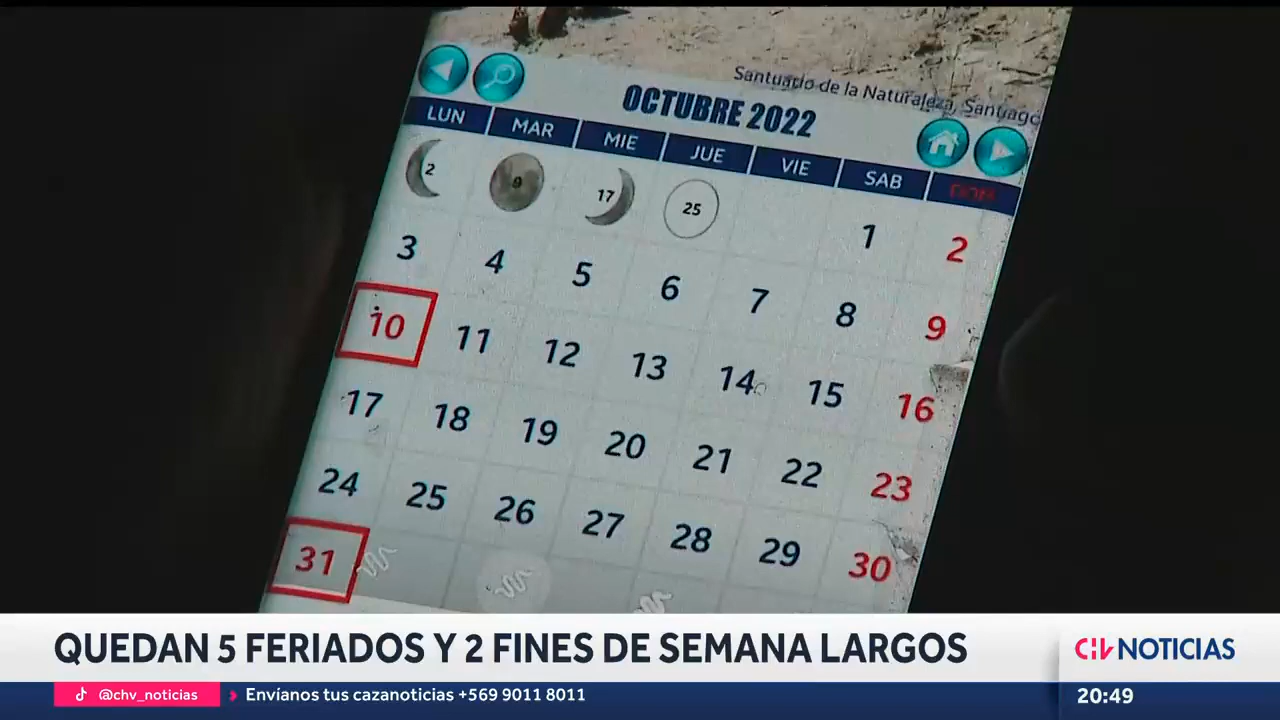 Santuario de la Naturaleza, Santiago
OCTUBRE 2022
LUN MAR MIE JUE VIE SAB DOM
2 9 17 25 1 2
3 4 5 6 7 8 9
10 11 12 13 14 15 16
17 18 19 20 21 22 23
24 25 26 27 28 29 30
31
QUEDAN 5 FERIADOS Y 2 FINES DE SEMANA LARGOS
CHV NOTICIAS
@chv_noticias
Envíanos tus cazanoticias +569 9011 8011
20:49